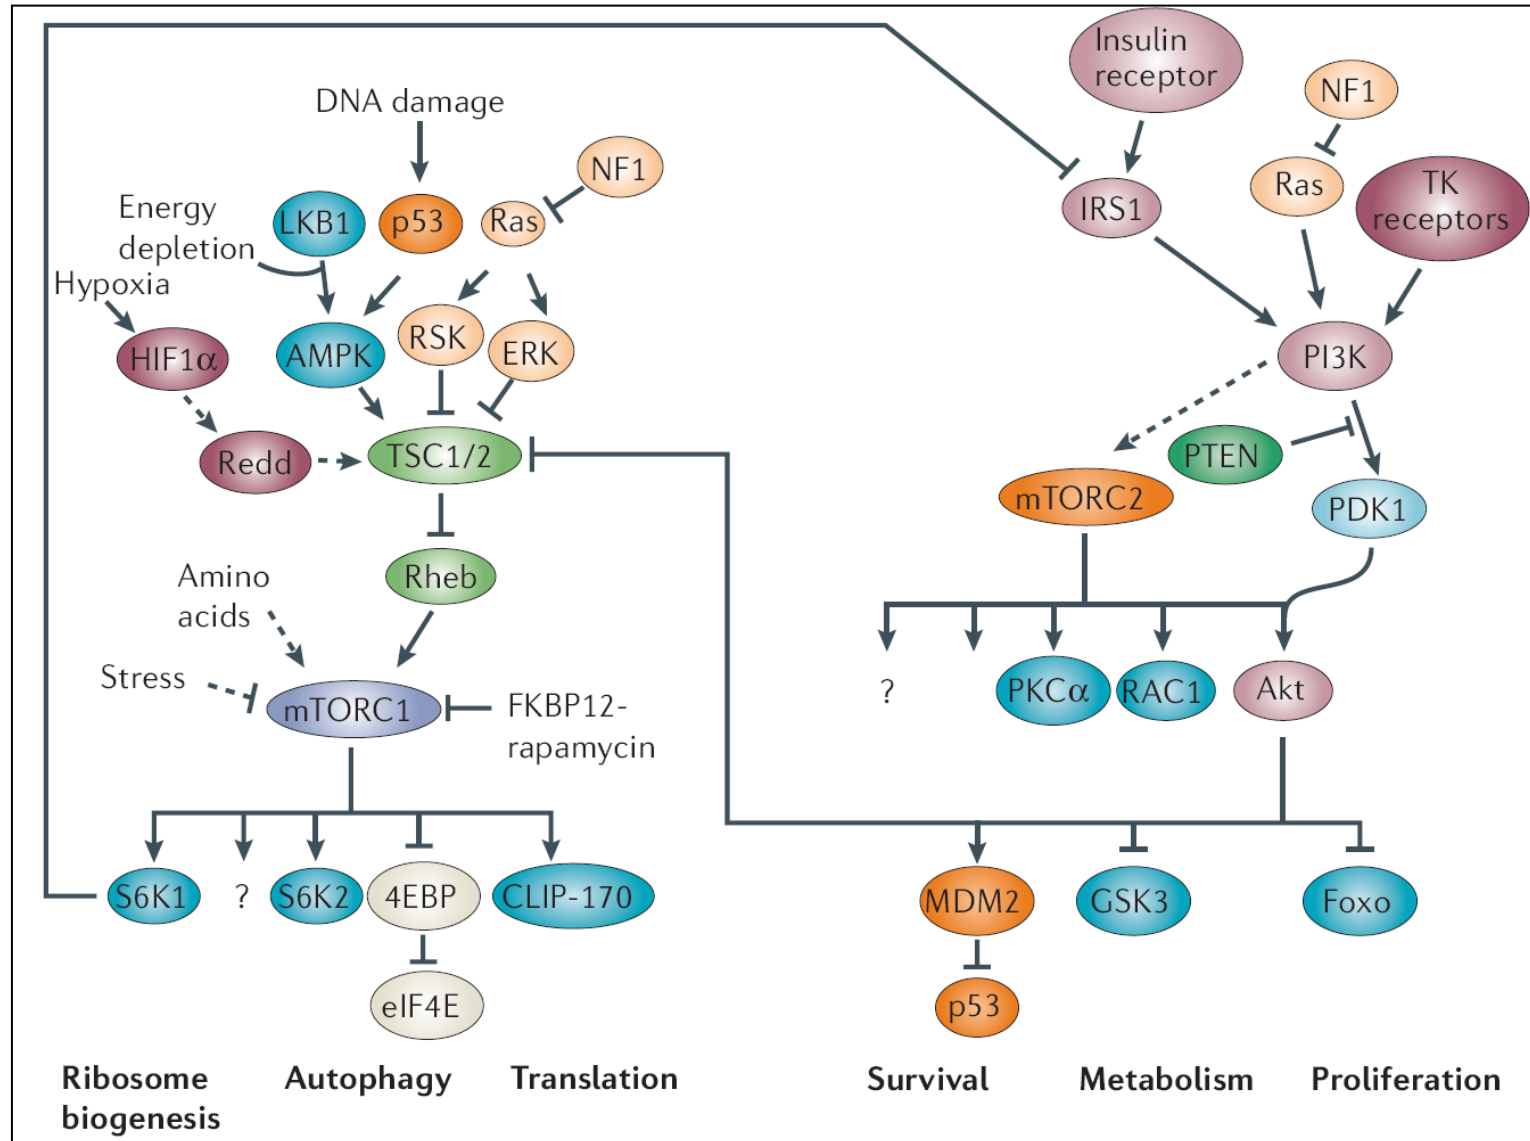 Insulin
receptor
NF1
DNA damage
NF1
Ras
TK
receptors
Energy
depletion
LKB1
p53
Ras
IRS1
Hypoxia
HIF1α
AMPK
RSK
ERK
PI3K
Redd
TSC1/2
PTEN
mTORC2
PDK1
Amino
acids
Rheb
Stress
mTORC1
FKBP12-
rapamycin
?
PKCα
RAC1
Akt
S6K1
?
S6K2
4EBP
CLIP-170
MDM2
GSK3
Foxo
eIF4E
p53
Ribosome
biogenesis
Autophagy
Translation
Survival
Metabolism
Proliferation